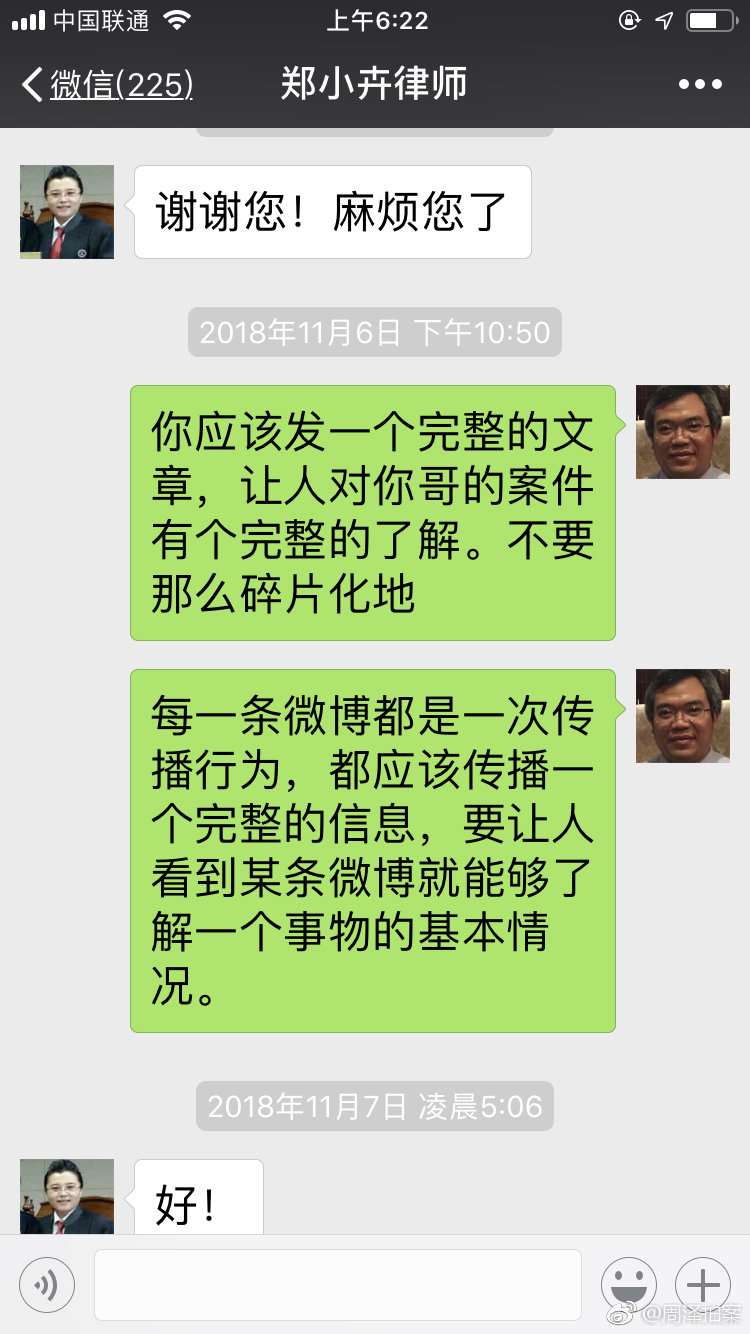 中国联通
上午6:22
微信(225)
郑小卉律师
谢谢您！麻烦您了
2018年11月6日 下午10:50
你应该发一个完整的文
章，让人对你哥的案件
有个完整的了解。不要
那么碎片化地
每一条微博都是一次传
播行为，都应该传播一
个完整的信息，要让人
看到某条微博就能够了
解一个事物的基本情
况。
2018年11月7日 凌晨5:06
好！
@周泽拍案